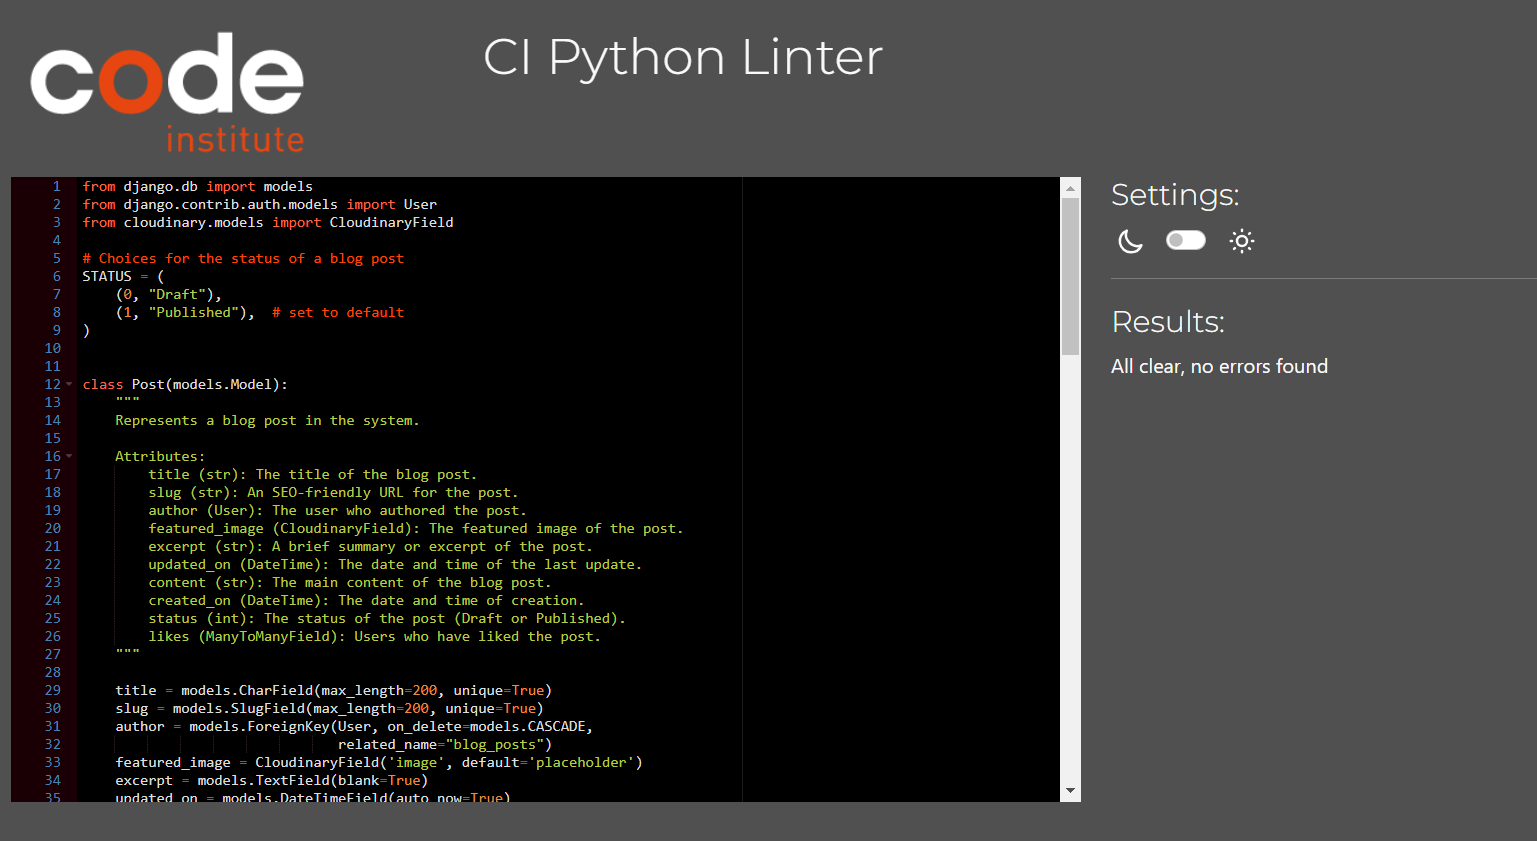 code
institute
CI Python Linter
1 from django.db import models
2 from django.contrib.auth.models import User
3 from cloudinary.models import CloudinaryField
4
5 # Choices for the status of a blog post
6 STATUS = (
7     (0, "Draft"),
8     (1, "Published"),  # set to default
9 )
10
11
12 class Post(models.Model):
13     """
14     Represents a blog post in the system.
15
16     Attributes:
17         title (str): The title of the blog post.
18         slug (str): An SEO-friendly URL for the post.
19         author (User): The user who authored the post.
20         featured_image (CloudinaryField): The featured image of the post.
21         excerpt (str): A brief summary or excerpt of the post.
22         updated_on (DateTime): The date and time of the last update.
23         content (str): The main content of the blog post.
24         created_on (DateTime): The date and time of creation.
25         status (int): The status of the post (Draft or Published).
26         likes (ManyToManyField): Users who have liked the post.
27     """
28
29     title = models.CharField(max_length=200, unique=True)
30     slug = models.SlugField(max_length=200, unique=True)
31     author = models.ForeignKey(User, on_delete=models.CASCADE,
32                                related_name="blog_posts")
33     featured_image = CloudinaryField('image', default='placeholder')
34     excerpt = models.TextField(blank=True)
35     updated_on = models.DateTimeField(auto_now=True)
Settings:
Results:
All clear, no errors found